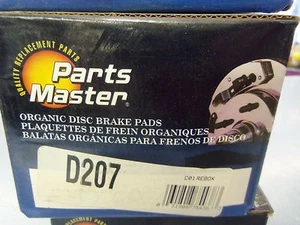 QUALITY REPLACEMENT PARTS
Parts
Master
ORGANIC DISC BRAKE PADS
PLAQUETTES DE FREIN ORGANIQUES
BALATAS ORGÁNICAS PARA FRENOS DE DISCO
D207
C01REBOX